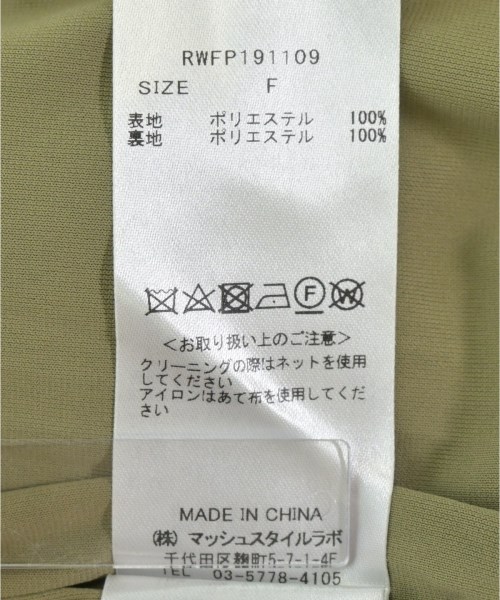 RWFP191109
SIZE F
表地 ポリエステル 100%
裏地 ポリエステル 100%
F W
<お取り扱い上のご注意>
クリーニングの際はネットを使用
してください
アイロンはあて布を使用してくだ
さい
MADE IN CHINA
(株) マッシュスタイルラボ
千代田区麹町5-7-1-4F
TEL 03-5778-4105